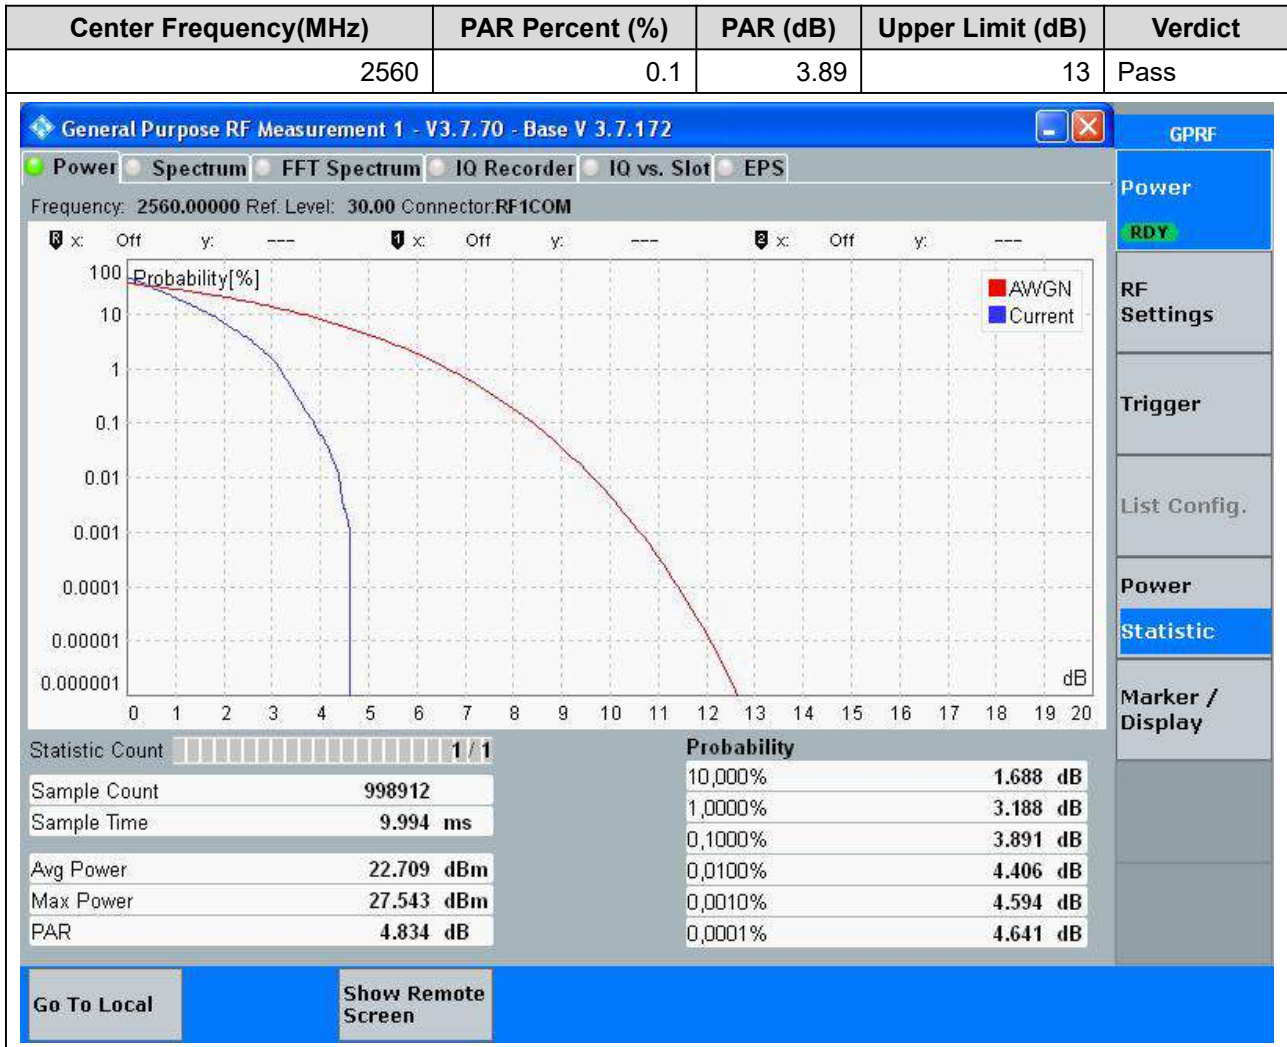 Center Frequency(MHz) PAR Percent (%) PAR (dB) Upper Limit (dB) Verdict
2560 0.1 3.89 13 Pass
General Purpose RF Measurement 1 - V3.7.70 - Base V 3.7.172
GPRF
Power Spectrum FFT Spectrum IQ Recorder IQ vs. Slot EPS
Power
RDY
Frequency: 2560.00000 Ref. Level: 30.00 Connector:RF1COM
R x: Off y: --- 1 x: Off y: --- 2 x: Off y: ---
Probability[%]
AWGN
Current
100
10
1
0.1
0.01
0.001
0.0001
0.00001
0.000001
dB
0 1 2 3 4 5 6 7 8 9 10 11 12 13 14 15 16 17 18 19 20
RF
Settings
Trigger
List Config.
Power
Statistic
Marker /
Display
Statistic Count 1 / 1
Sample Count 998912
Sample Time 9.994 ms
Avg Power 22.709 dBm
Max Power 27.543 dBm
PAR 4.834 dB
Probability
10,000% 1.688 dB
1,0000% 3.188 dB
0,1000% 3.891 dB
0,0100% 4.406 dB
0,0010% 4.594 dB
0,0001% 4.641 dB
Go To Local
Show Remote
Screen